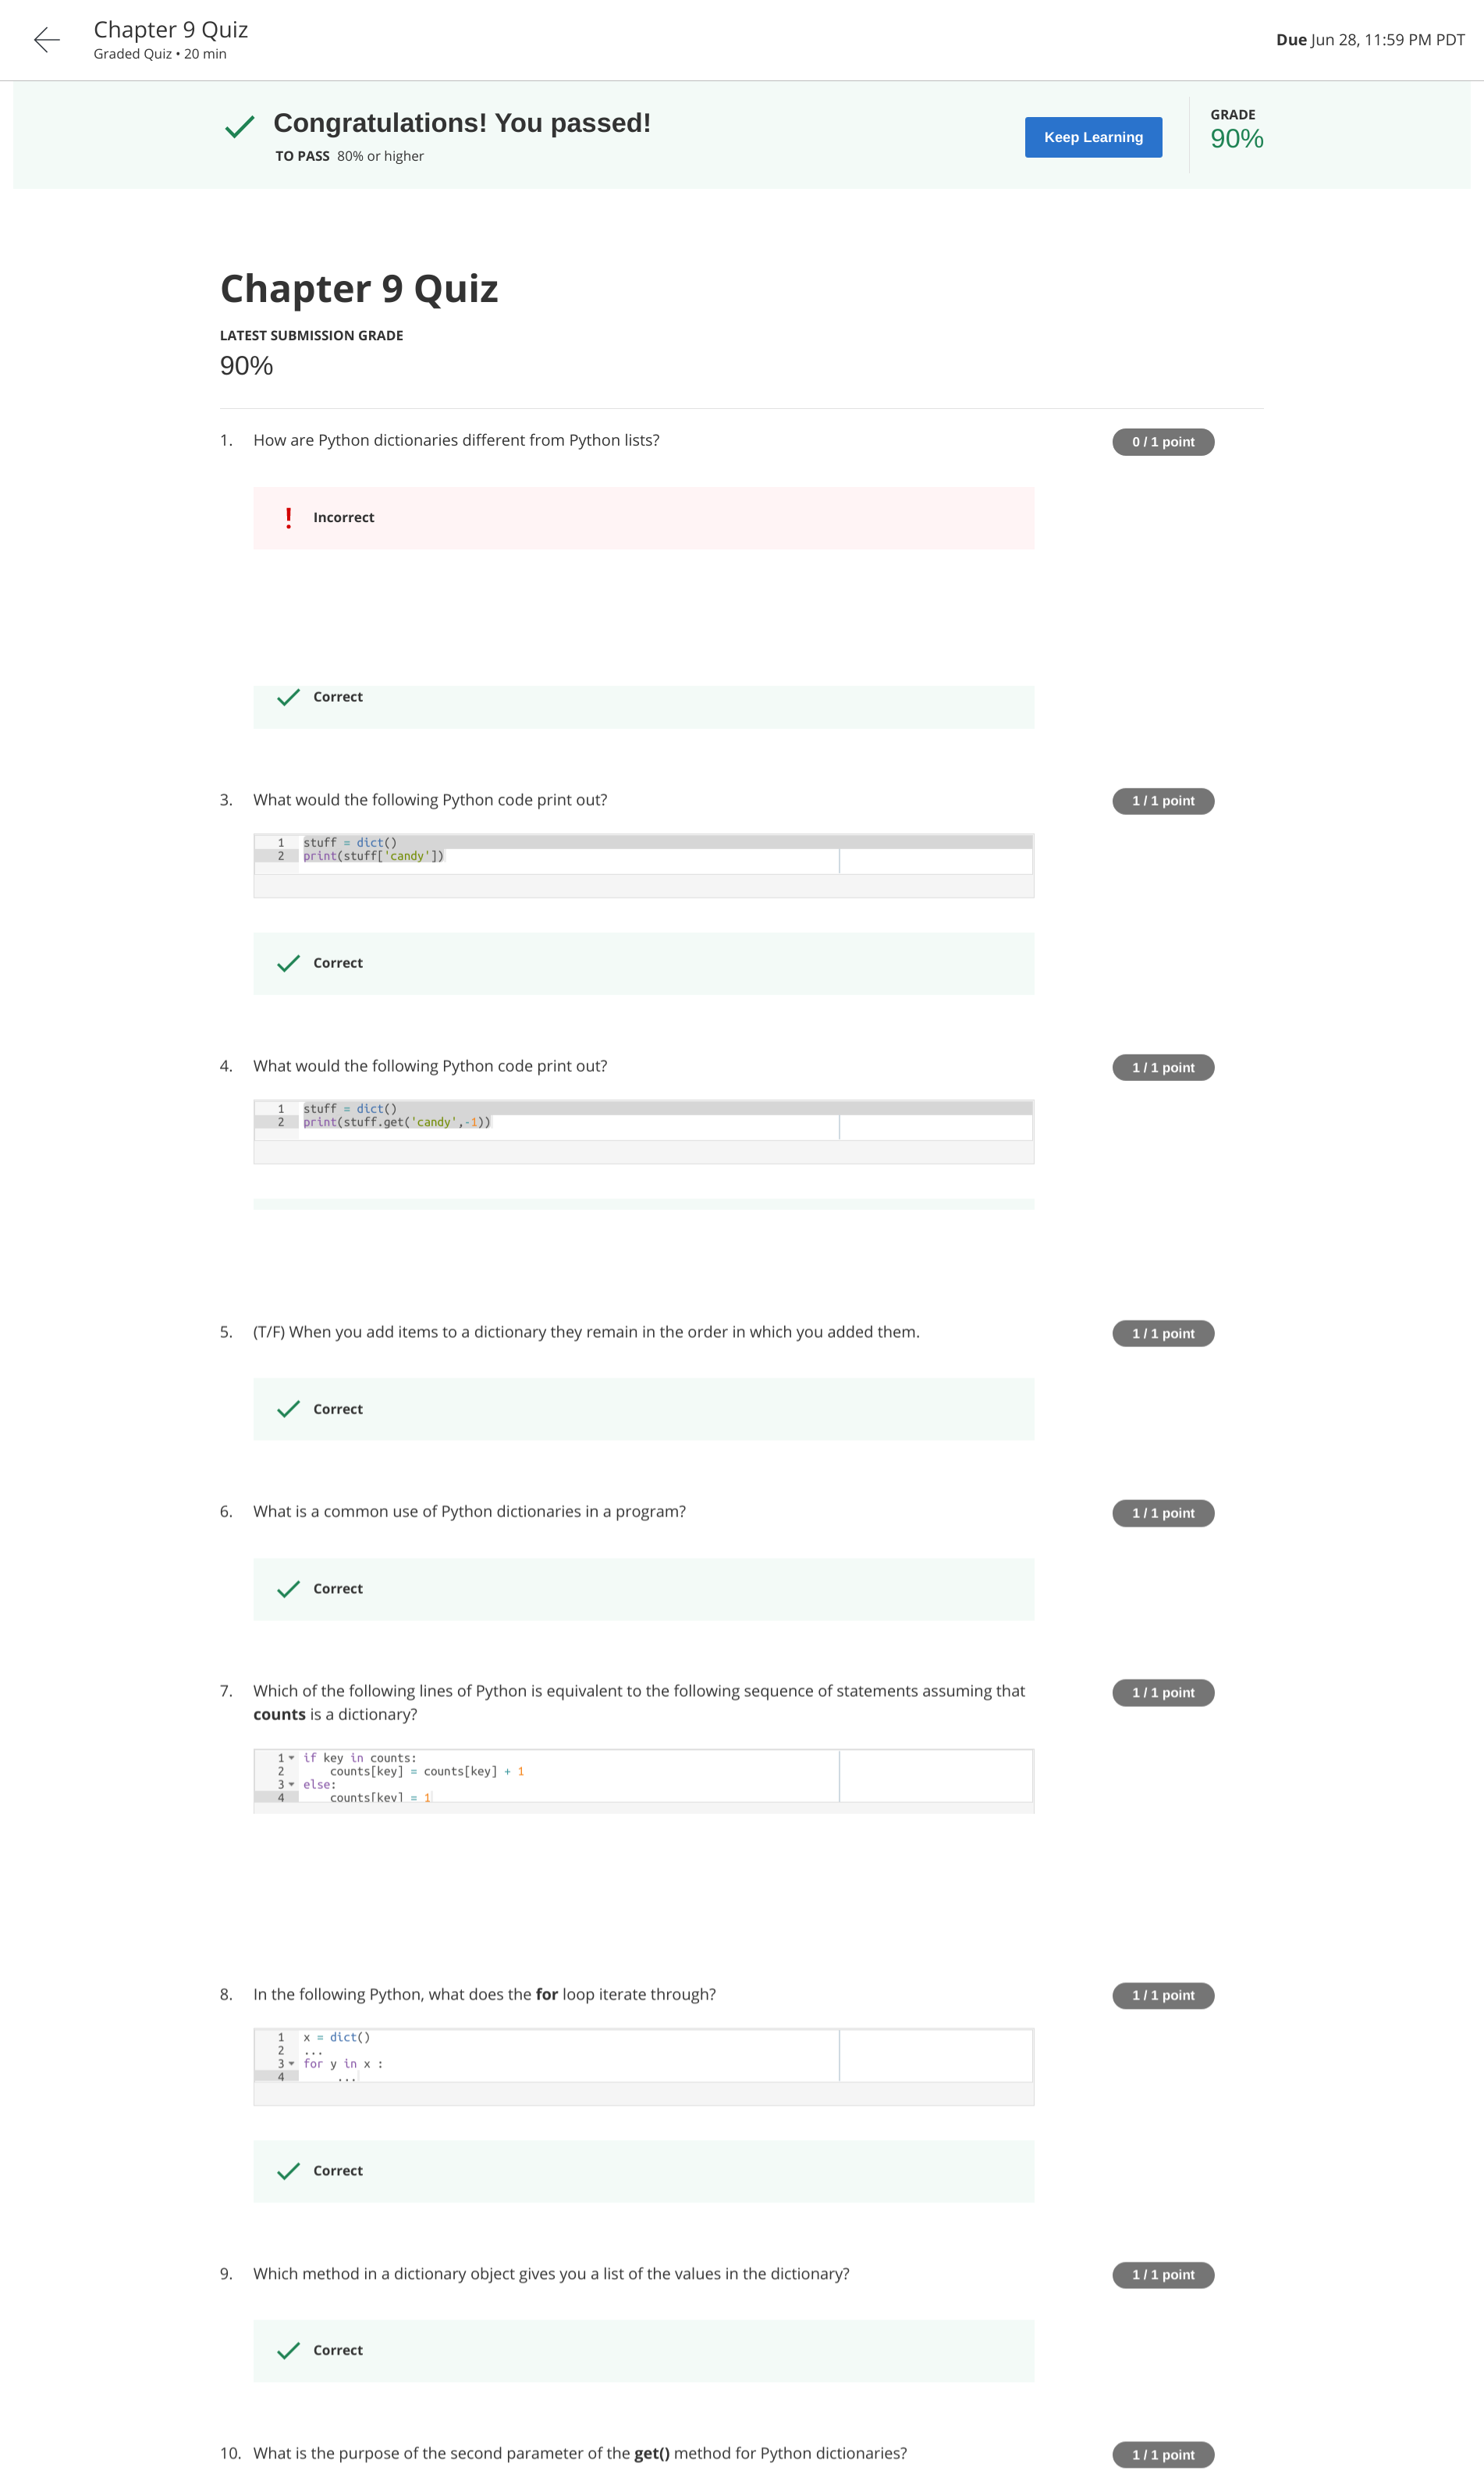 Chapter 9 Quiz
Graded Quiz • 20 min
Due Jun 28, 11:59 PM PDT
Congratulations! You passed!
TO PASS 80% or higher
Keep Learning
GRADE
90%
Chapter 9 Quiz
LATEST SUBMISSION GRADE
90%
1. How are Python dictionaries different from Python lists?
0 / 1 point
Incorrect
Correct
3. What would the following Python code print out?
1 / 1 point
1 stuff = dict()
2 print(stuff['candy'])
Correct
4. What would the following Python code print out?
1 / 1 point
1 stuff = dict()
2 print(stuff.get('candy',-1))
5. (T/F) When you add items to a dictionary they remain in the order in which you added them.
1 / 1 point
Correct
6. What is a common use of Python dictionaries in a program?
1 / 1 point
Correct
7. Which of the following lines of Python is equivalent to the following sequence of statements assuming that
counts is a dictionary?
1 / 1 point
1 if key in counts:
2 counts[key] = counts[key] + 1
3 else:
4 counts[key] = 1
8. In the following Python, what does the for loop iterate through?
1 / 1 point
1 x = dict()
2 ...
3 for y in x :
4 ...
Correct
9. Which method in a dictionary object gives you a list of the values in the dictionary?
1 / 1 point
Correct
10. What is the purpose of the second parameter of the get() method for Python dictionaries?
1 / 1 point